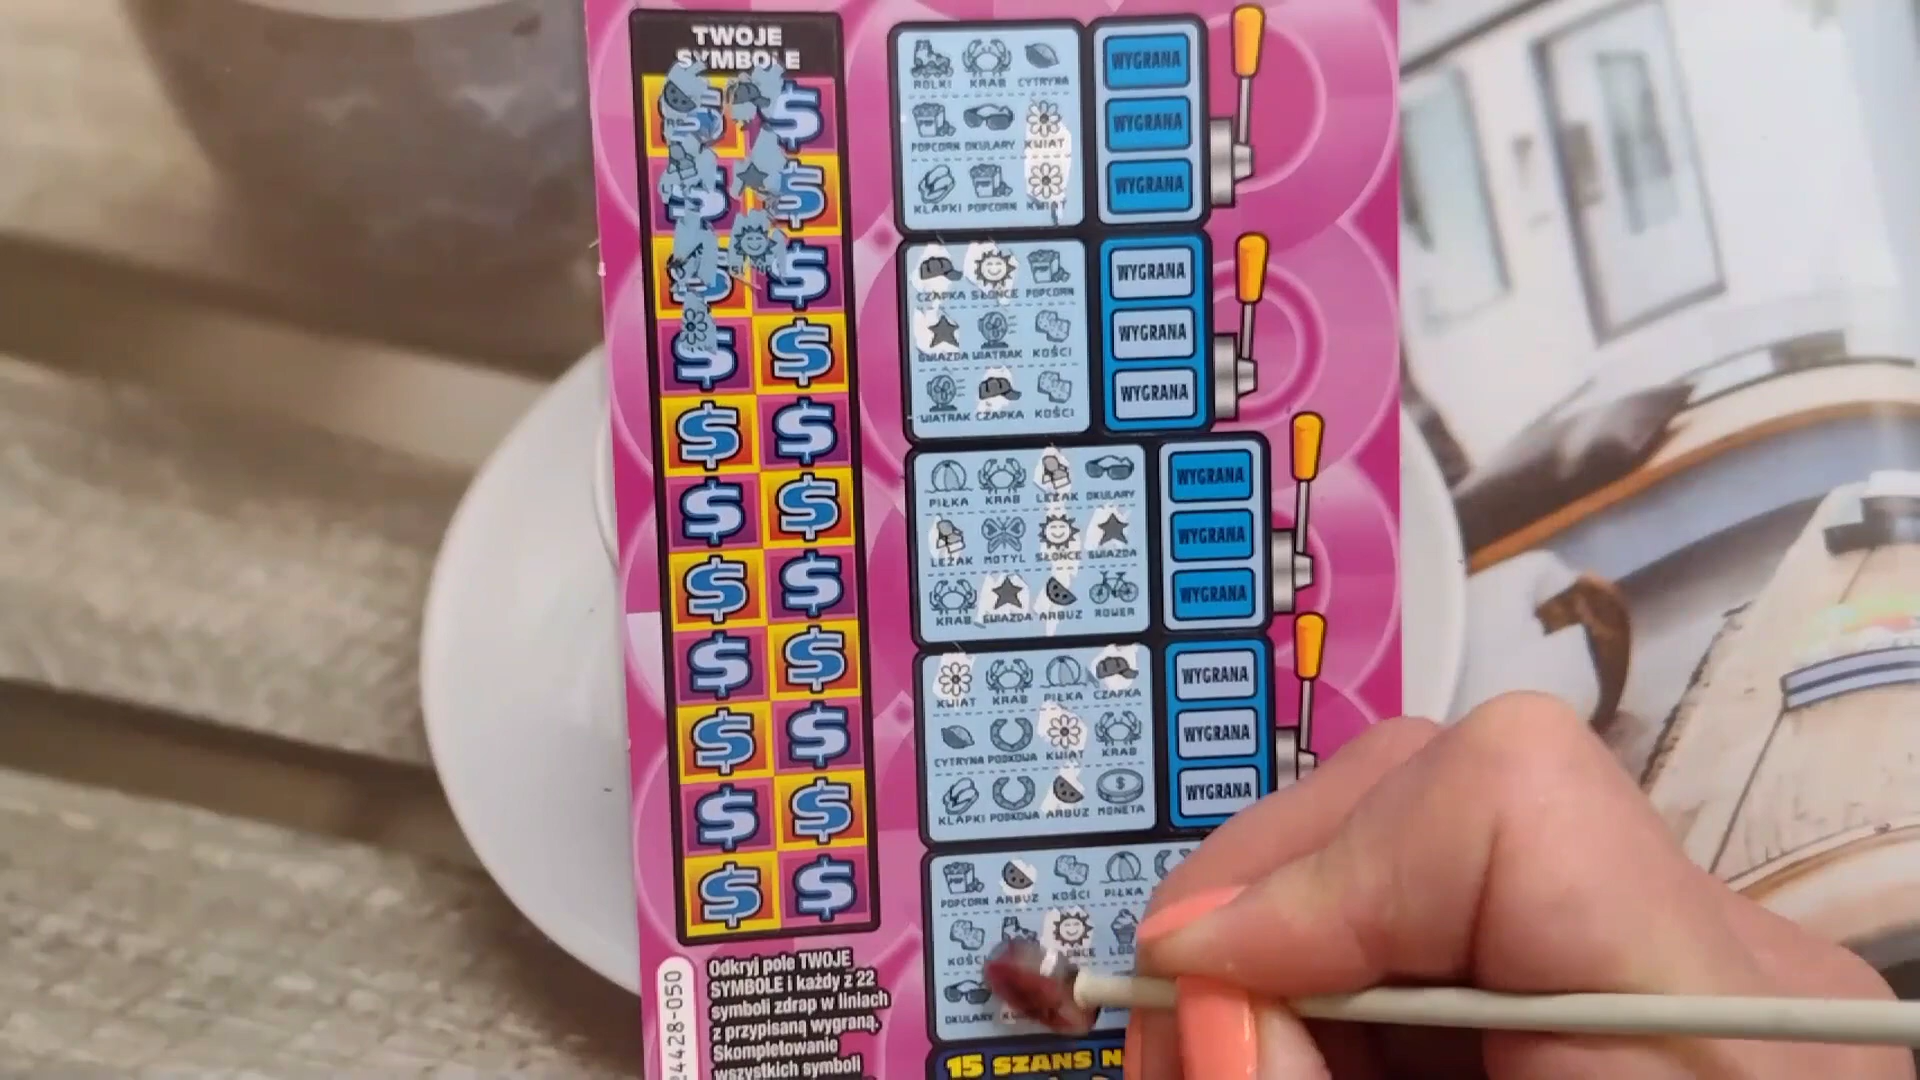 TWOJE
SYMBOLE
ROLKI KRAB CYTRYNA
POPCORN OKULARY KWIAT
KLAPKI POPCORN KWIAT
WYGRANA
WYGRANA
WYGRANA
CZAPKA SŁOŃCE POPCORN
GWIAZDA WIATRAK KOŚCI
WIATRAK CZAPKA KOŚCI
WYGRANA
WYGRANA
WYGRANA
PIŁKA KRAB LEŻAK OKULARY
LEŻAK MOTYL SŁOŃCE GWIAZDA
KRAB GWIAZDA ARBUZ ROWER
WYGRANA
WYGRANA
WYGRANA
KWIAT KRAB PIŁKA CZAPKA
CYTRYNA PODKOWA KWIAT KRAB
KLAPKI PODKOWA ARBUZ MONETA
WYGRANA
WYGRANA
WYGRANA
POPCORN ARBUZ KOŚCI PIŁKA
KOŚCI
OKULARY
15 SZANS N
24428-050
Odkryj pole TWOJE
SYMBOLE i każdy z 22
symboli zdrap w liniach
z przypisaną wygraną.
Skompletowanie
wszystkich symboli